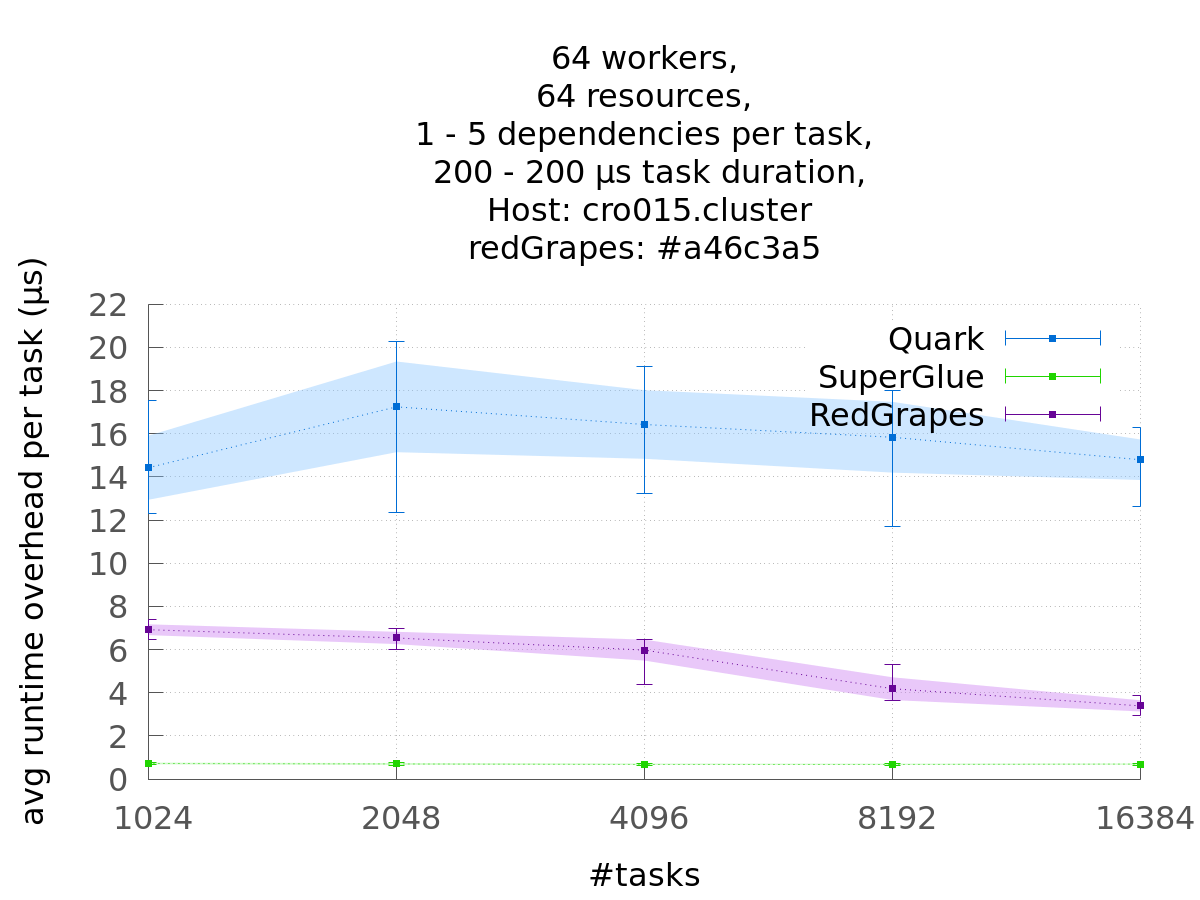 64 workers,
64 resources,
1 - 5 dependencies per task,
200 - 200 µs task duration,
Host: cro015.cluster
redGrapes: #a46c3a5
avg runtime overhead per task (µs)
22
20
18
16
14
12
10
8
6
4
2
0
Quark
SuperGlue
RedGrapes
1024 2048 4096 8192 16384
#tasks